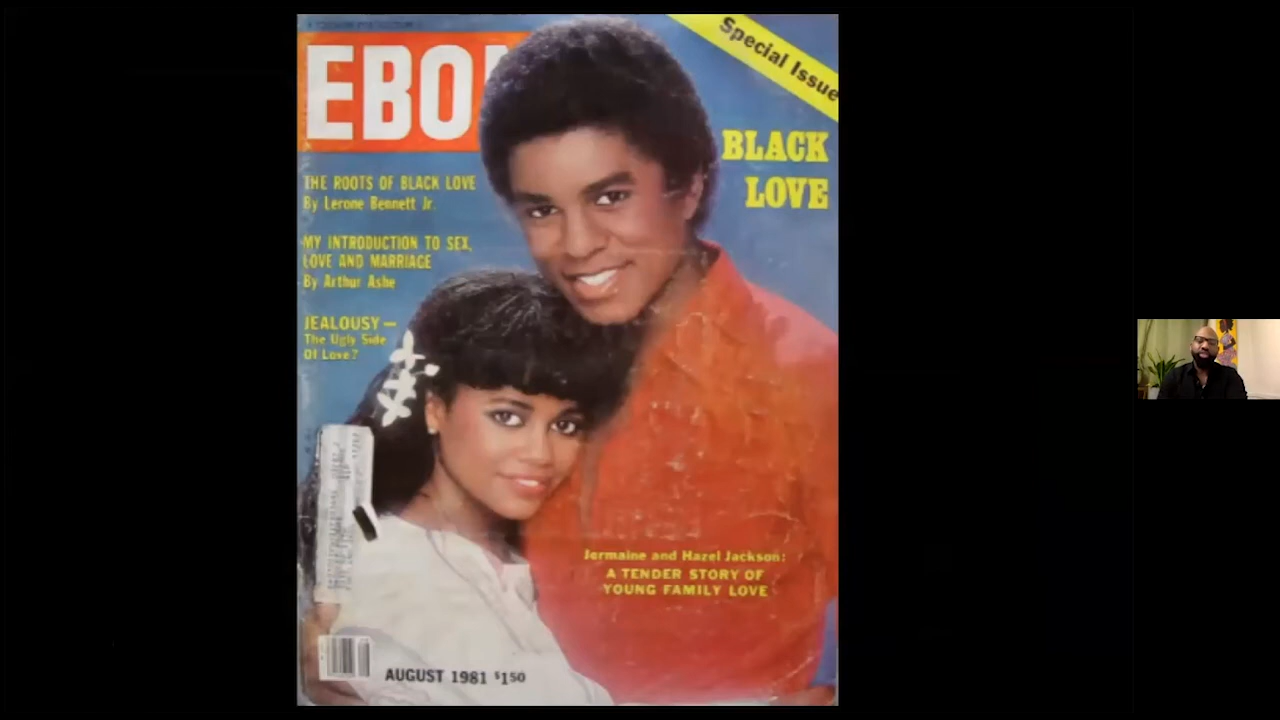 EBO
Special Issue
BLACK
LOVE
THE ROOTS OF BLACK LOVE
By Lerone Bennett Jr.
MY INTRODUCTION TO SEX,
LOVE AND MARRIAGE
By Arthur Ashe
JEALOUSY —
The Ugly Side
Of Love?
Jermaine and Hazel Jackson:
A TENDER STORY OF
YOUNG FAMILY LOVE
AUGUST 1981 $1.50